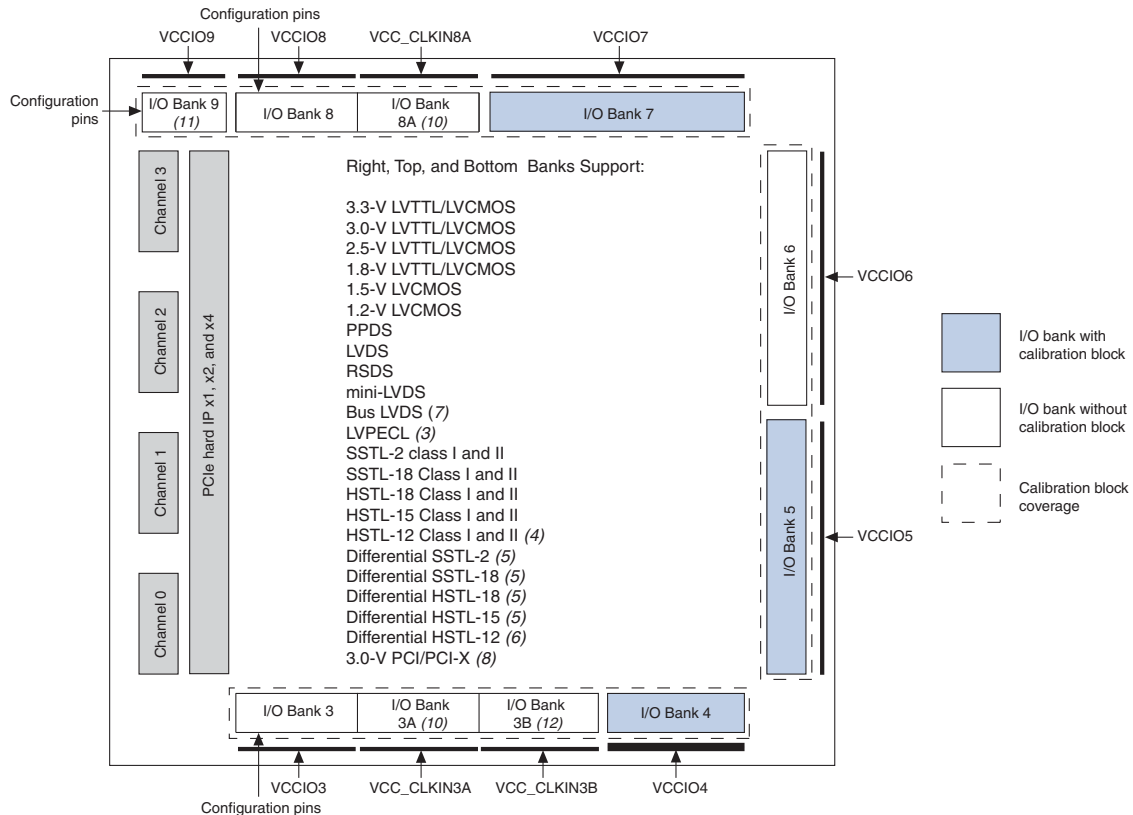 Configuration pins
VCCIO9
VCCIO8
VCC_CLKIN8A
VCCIO7
Configuration
pins
I/O Bank 9
(11)
I/O Bank 8
I/O Bank
8A (10)
I/O Bank 7
Channel 3
Channel 2
Channel 1
Channel 0
PCIe hard IP x1, x2, and x4
Right, Top, and Bottom Banks Support:
3.3-V LVTTL/LVCMOS
3.0-V LVTTL/LVCMOS
2.5-V LVTTL/LVCMOS
1.8-V LVTTL/LVCMOS
1.5-V LVCMOS
1.2-V LVCMOS
PPDS
LVDS
RSDS
mini-LVDS
Bus LVDS (7)
LVPECL (3)
SSTL-2 class I and II
SSTL-18 Class I and II
HSTL-18 Class I and II
HSTL-15 Class I and II
HSTL-12 Class I and II (4)
Differential SSTL-2 (5)
Differential SSTL-18 (5)
Differential HSTL-18 (5)
Differential HSTL-15 (5)
Differential HSTL-12 (6)
3.0-V PCI/PCI-X (8)
I/O Bank 6
VCCIO6
I/O Bank 5
VCCIO5
I/O bank with
calibration block
I/O bank without
calibration block
Calibration block
coverage
I/O Bank 3
I/O Bank
3A (10)
I/O Bank
3B (12)
I/O Bank 4
VCCIO3
VCC_CLKIN3A
VCC_CLKIN3B
VCCIO4
Configuration pins